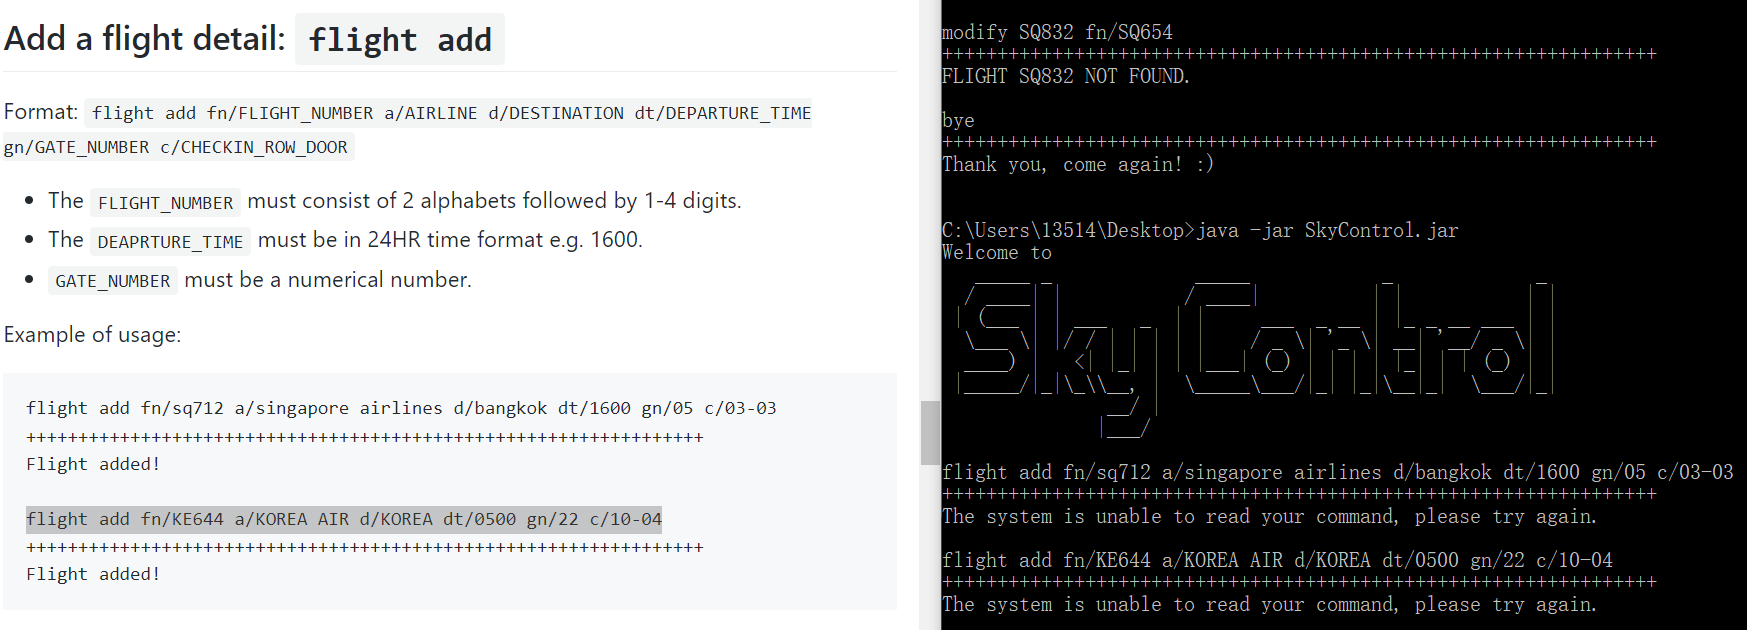 Add a flight detail: flight add
Format: flight add fn/FLIGHT_NUMBER a/AIRLINE d/DESTINATION dt/DEPARTURE_TIME
gn/GATE_NUMBER c/CHECKIN_ROW_DOOR
• The FLIGHT_NUMBER must consist of 2 alphabets followed by 1-4 digits.
• The DEAPRTURE_TIME must be in 24HR time format e.g. 1600.
• GATE_NUMBER must be a numerical number.
Example of usage:
flight add fn/sq712 a/singapore airlines d/bangkok dt/1600 gn/05 c/03-03
+++++++++++++++++++++++++++++++++++++++++++++++++++++++++++++++++
Flight added!
flight add fn/KE644 a/KOREA AIR d/KOREA dt/0500 gn/22 c/10-04
+++++++++++++++++++++++++++++++++++++++++++++++++++++++++++++++++
Flight added!
modify SQ832 fn/SQ654
+++++++++++++++++++++++++++++++++++++++++++++++++++++++++++++++++
FLIGHT SQ832 NOT FOUND.
bye
+++++++++++++++++++++++++++++++++++++++++++++++++++++++++++++++++
Thank you, come again! :)
C:\Users\13514\Desktop>java -jar SkyControl.jar
Welcome to
Sky Control
flight add fn/sq712 a/singapore airlines d/bangkok dt/1600 gn/05 c/03-03
+++++++++++++++++++++++++++++++++++++++++++++++++++++++++++++++++
The system is unable to read your command, please try again.
flight add fn/KE644 a/KOREA AIR d/KOREA dt/0500 gn/22 c/10-04
+++++++++++++++++++++++++++++++++++++++++++++++++++++++++++++++++
The system is unable to read your command, please try again.